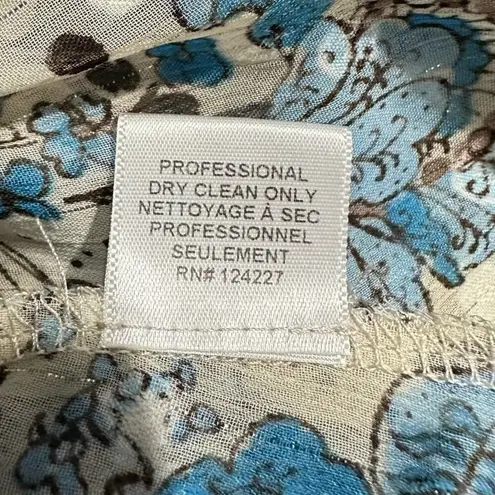 PROFESSIONAL
DRY CLEAN ONLY
NETTOYAGE À SEC
PROFESSIONNEL
SEULEMENT
RN# 124227